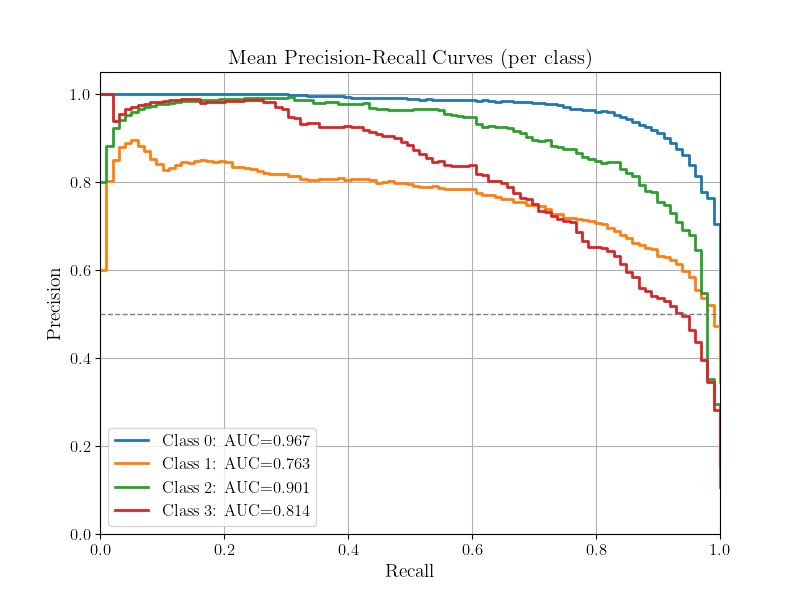 Mean Precision-Recall Curves (per class)
1.0
0.8
0.6
0.4
0.2
0.0
Precision
Class 0: AUC=0.967
Class 1: AUC=0.763
Class 2: AUC=0.901
Class 3: AUC=0.814
0.0 0.2 0.4 0.6 0.8 1.0
Recall